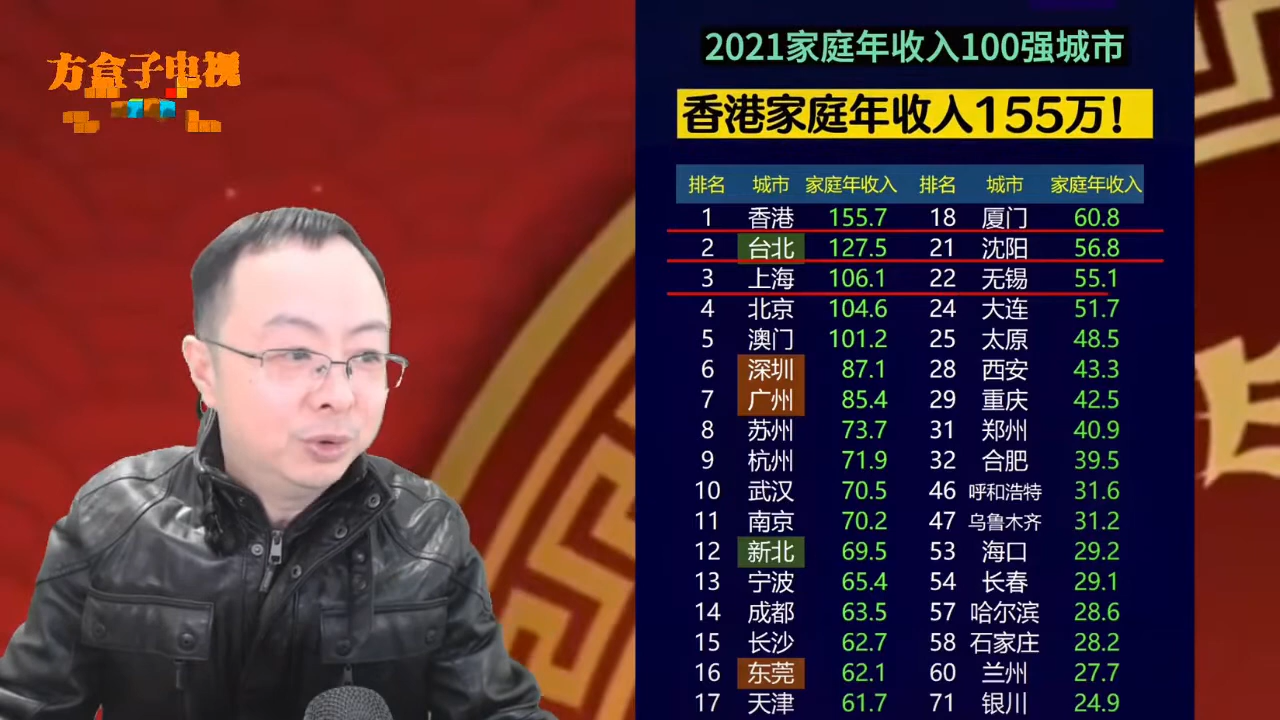 方盒子电视
2021家庭年收入100强城市
香港家庭年收入155万！
排名 城市 家庭年收入 排名 城市 家庭年收入
1 香港 155.7 18 厦门 60.8
2 台北 127.5 21 沈阳 56.8
3 上海 106.1 22 无锡 55.1
4 北京 104.6 24 大连 51.7
5 澳门 101.2 25 太原 48.5
6 深圳 87.1 28 西安 43.3
7 广州 85.4 29 重庆 42.5
8 苏州 73.7 31 郑州 40.9
9 杭州 71.9 32 合肥 39.5
10 武汉 70.5 46 呼和浩特 31.6
11 南京 70.2 47 乌鲁木齐 31.2
12 新北 69.5 53 海口 29.2
13 宁波 65.4 54 长春 29.1
14 成都 63.5 57 哈尔滨 28.6
15 长沙 62.7 58 石家庄 28.2
16 东莞 62.1 60 兰州 27.7
17 天津 61.7 71 银川 24.9